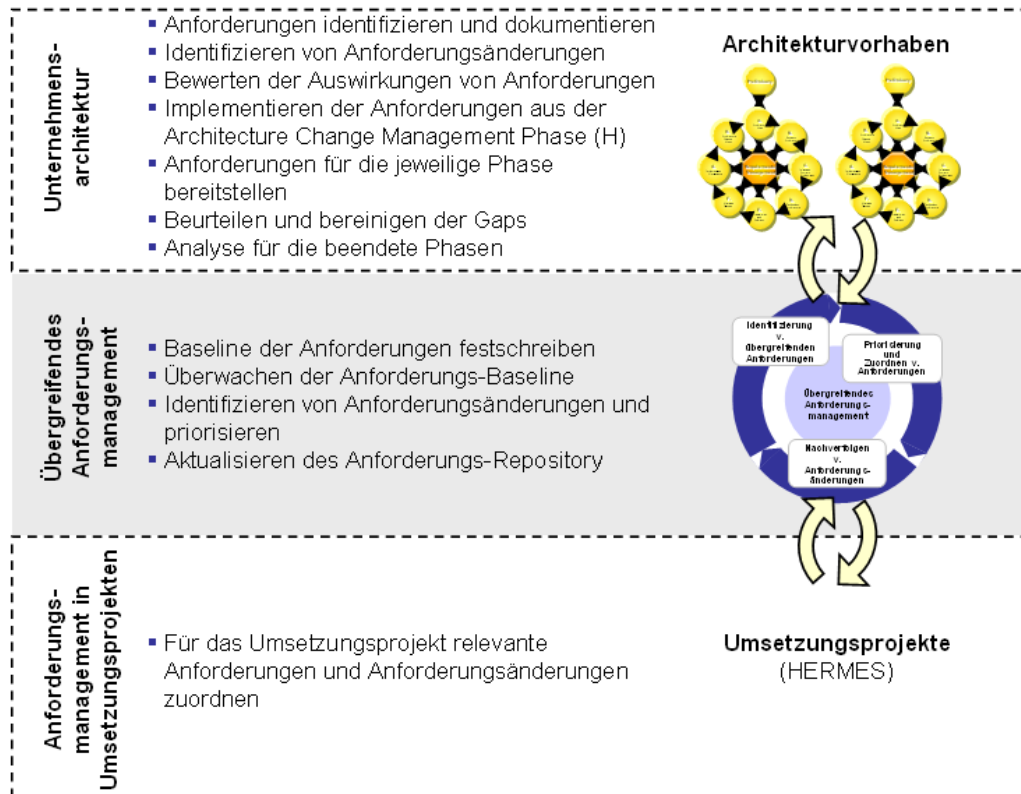 Unternehmens-
architektur
▪ Anforderungen identifizieren und dokumentieren
▪ Identifizieren von Anforderungsänderungen
▪ Bewerten der Auswirkungen von Anforderungen
▪ Implementieren der Anforderungen aus der
Architecture Change Management Phase (H)
▪ Anforderungen für die jeweilige Phase
bereitstellen
▪ Beurteilen und bereinigen der Gaps
▪ Analyse für die beendete Phasen
Architekturvorhaben
Übergreifendes
Anforderungs-
management
▪ Baseline der Anforderungen festschreiben
▪ Überwachen der Anforderungs-Baseline
▪ Identifizieren von Anforderungsänderungen und
priorisieren
▪ Aktualisieren des Anforderungs-Repository
Identifizierung
v.
übergreifenden
Anforderungen
Priorisierung
und
Zuordnen v.
Anforderungen
Übergreifendes
Anforderungs-
management
Nachverfolgen
v.
Anforderungs-
änderungen
Anforderungs-
management in
Umsetzungsprojekten
▪ Für das Umsetzungsprojekt relevante
Anforderungen und Anforderungsänderungen
zuordnen
Umsetzungsprojekte
(HERMES)